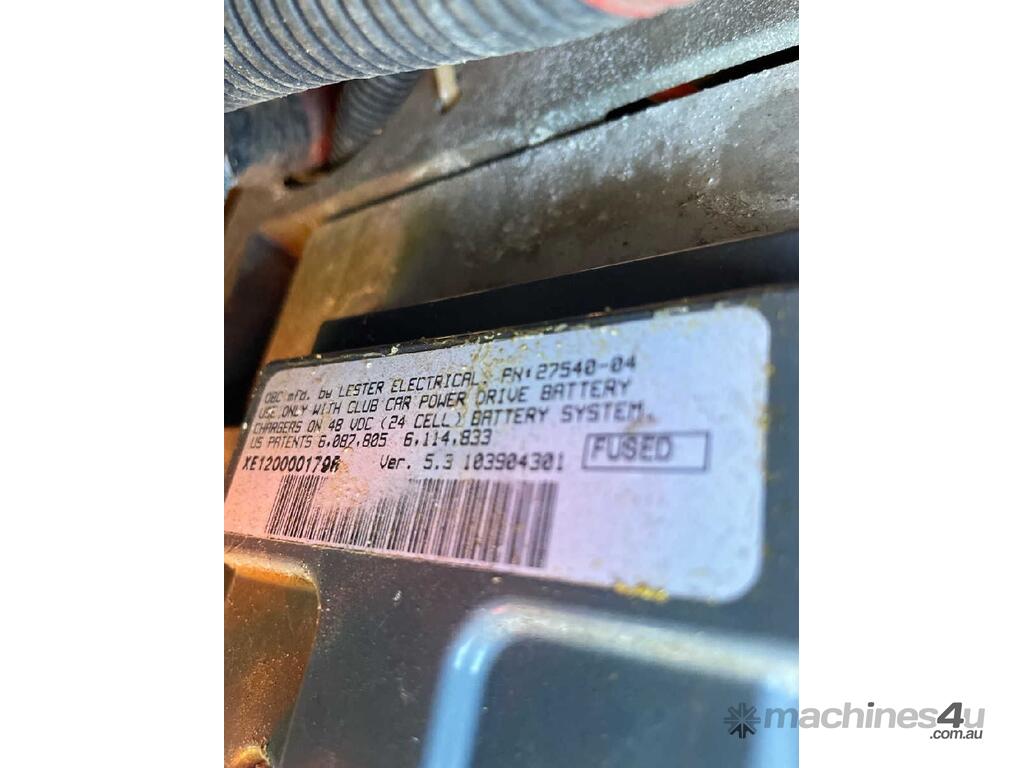 OBC mfd. by LESTER ELECTRICAL. PN:27540-04
USE ONLY WITH CLUB CAR POWER DRIVE BATTERY
CHARGERS ON 48 VDC (24 CELL) BATTERY SYSTEM.
US PATENTS 6,087,805 6,114,833
Ver. 5.3 103904301
FUSED
machines4u
.com.au